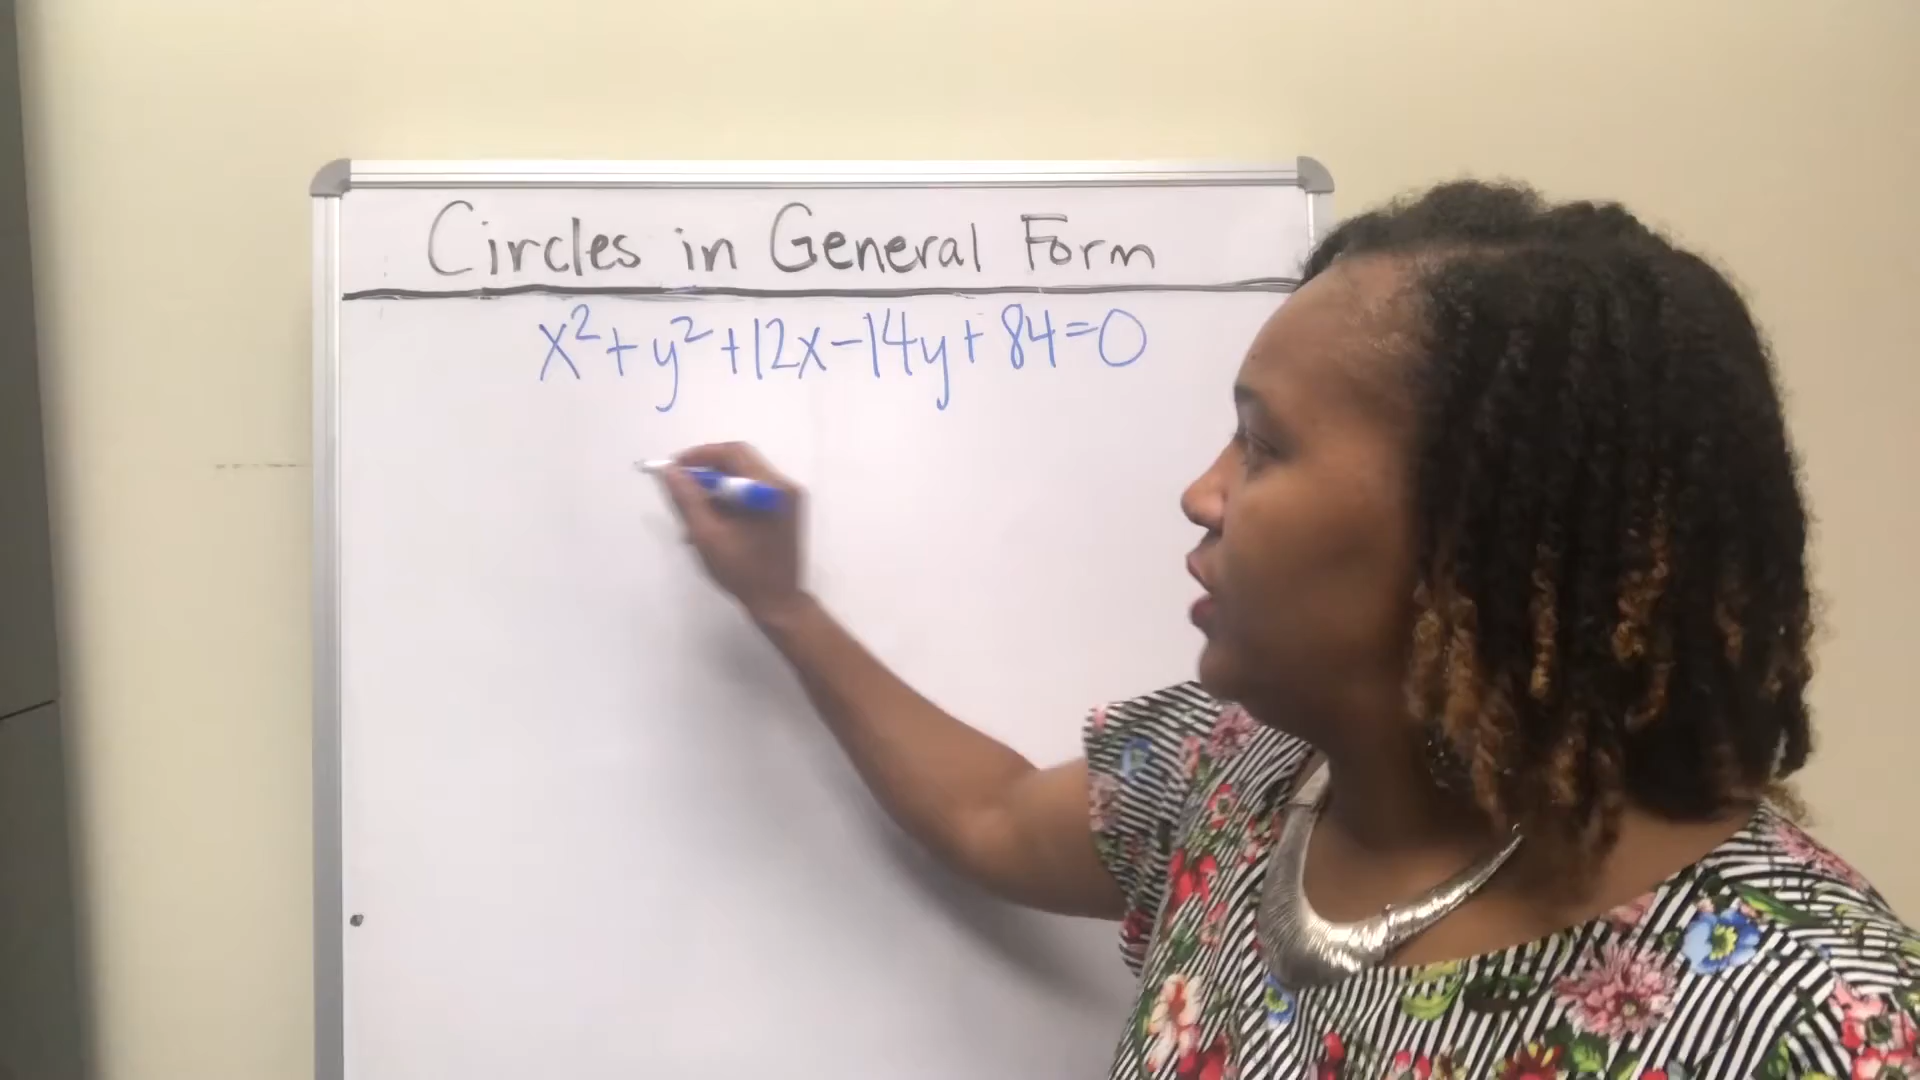 Circles in General Form
x²+y²+12x-14y+84=0